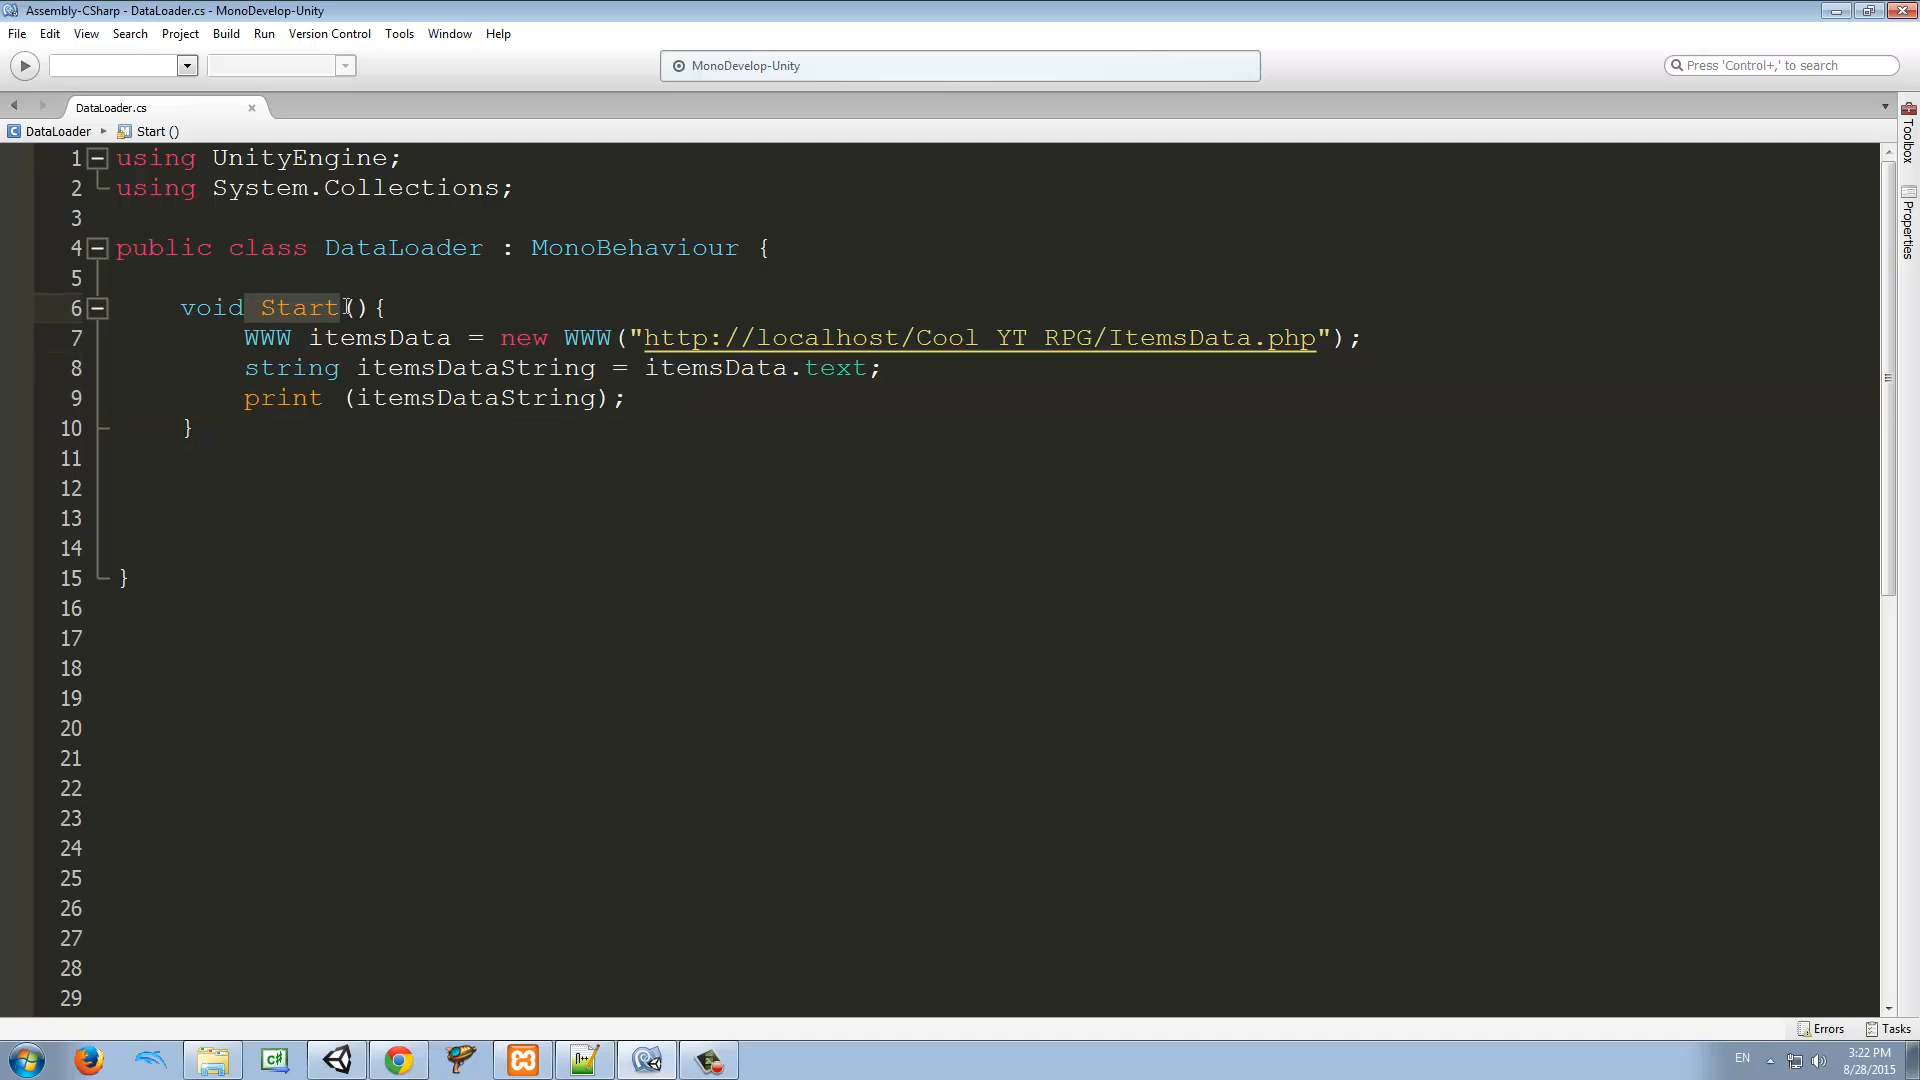 Assembly-CSharp - DataLoader.cs - MonoDevelop-Unity
File Edit View Search Project Build Run Version Control Tools Window Help
MonoDevelop-Unity
Press 'Control+,' to search
DataLoader.cs
DataLoader Start ()
Toolbox
Properties
1 using UnityEngine;
2 using System.Collections;
3
4 public class DataLoader : MonoBehaviour {
5
6 void Start(){
7 WWW itemsData = new WWW("http://localhost/Cool YT RPG/ItemsData.php");
8 string itemsDataString = itemsData.text;
9 print (itemsDataString);
10 }
11
12
13
14
15 }
16
17
18
19
20
21
22
23
24
25
26
27
28
29
Errors Tasks
C#
n++
EN
3:22 PM
8/28/2015